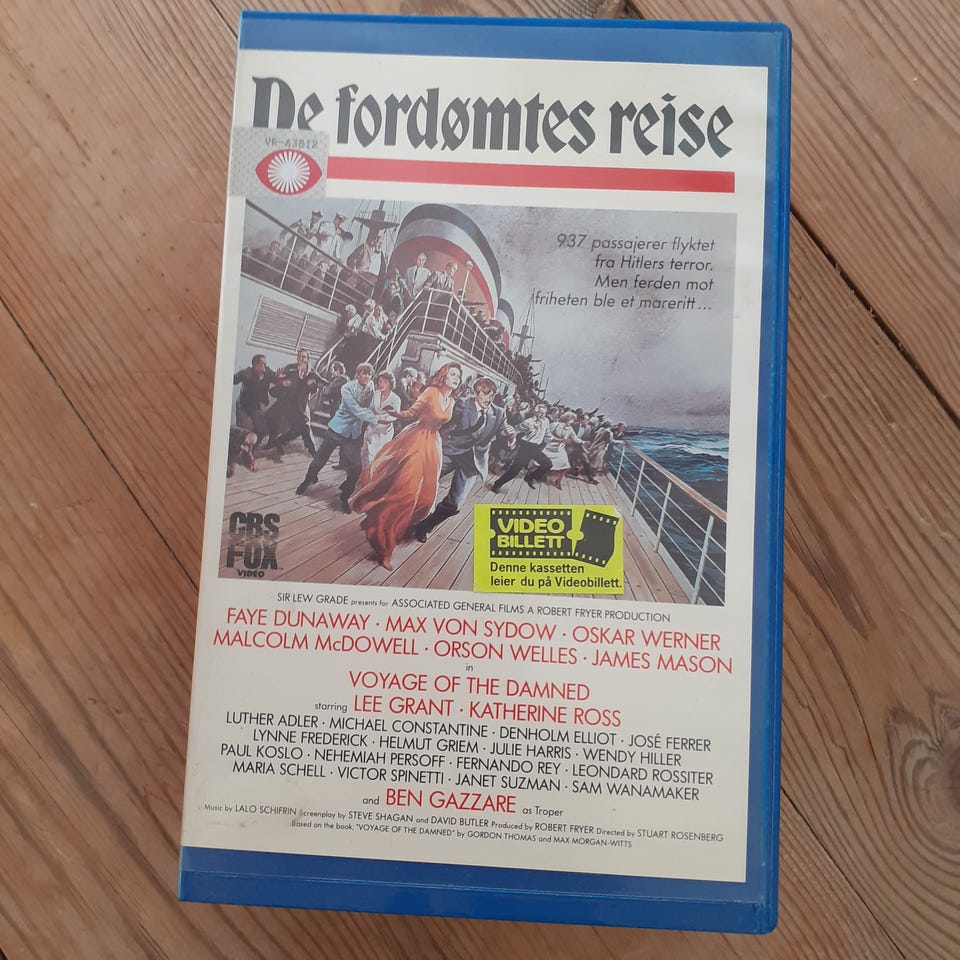 De fordømtes reise
VR-A3812
937 passajerer flyktet
fra Hitlers terror.
Men ferden mot
friheten ble et mareritt...
CBS
FOX
VIDEO
VIDEO
BILLETT
Denne kassetten
leier du på Videobillett.
SIR LEW GRADE presents for ASSOCIATED GENERAL FILMS A ROBERT FRYER PRODUCTION
FAYE DUNAWAY · MAX VON SYDOW · OSKAR WERNER
MALCOLM McDOWELL · ORSON WELLES · JAMES MASON
in
VOYAGE OF THE DAMNED
starring LEE GRANT · KATHERINE ROSS
LUTHER ADLER · MICHAEL CONSTANTINE · DENHOLM ELLIOT · JOSÉ FERRER
LYNNE FREDERICK · HELMUT GRIEM · JULIE HARRIS · WENDY HILLER
PAUL KOSLO · NEHEMIAH PERSOFF · FERNANDO REY · LEONDARD ROSSITER
MARIA SCHELL · VICTOR SPINETTI · JANET SUZMAN · SAM WANAMAKER
and BEN GAZZARE as Troper
Music by LALO SCHIFRIN Screenplay by STEVE SHAGAN and DAVID BUTLER Produced by ROBERT FRYER Directed by STUART ROSENBERG
Based on the book, "VOYAGE OF THE DAMNED" by GORDON THOMAS and MAX MORGAN-WITTS